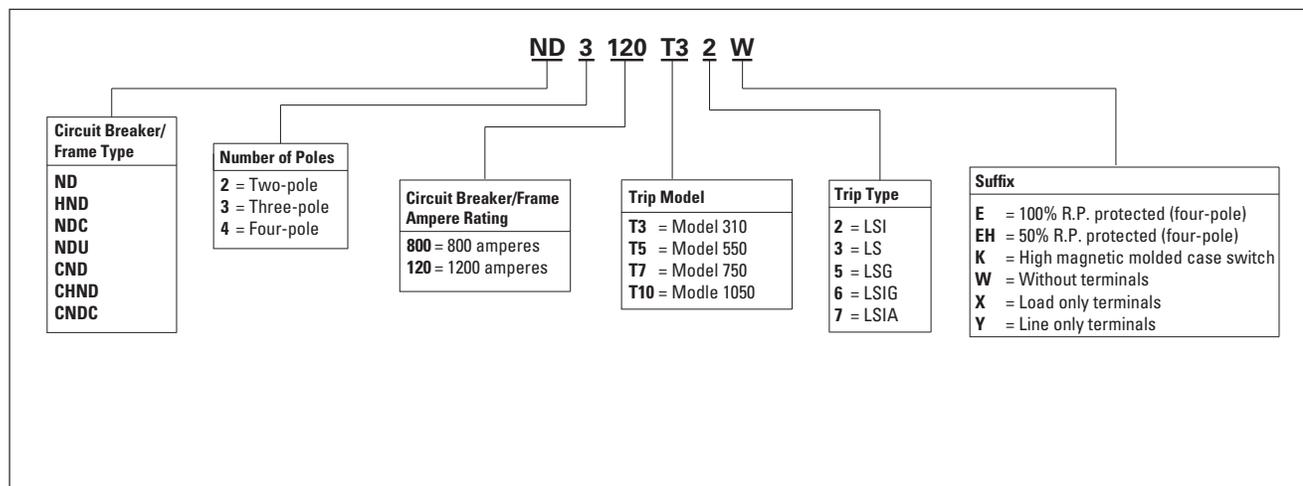 ND 3 120 T3 2 W
Circuit Breaker/
Frame Type
ND
HND
NDC
NDU
CND
CHND
CNDC
Number of Poles
2 = Two-pole
3 = Three-pole
4 = Four-pole
Circuit Breaker/Frame
Ampere Rating
800 = 800 amperes
120 = 1200 amperes
Trip Model
T3 = Model 310
T5 = Model 550
T7 = Model 750
T10 = Modle 1050
Trip Type
2 = LSI
3 = LS
5 = LSG
6 = LSIG
7 = LSIA
Suffix
E = 100% R.P. protected (four-pole)
EH = 50% R.P. protected (four-pole)
K = High magnetic molded case switch
W = Without terminals
X = Load only terminals
Y = Line only terminals